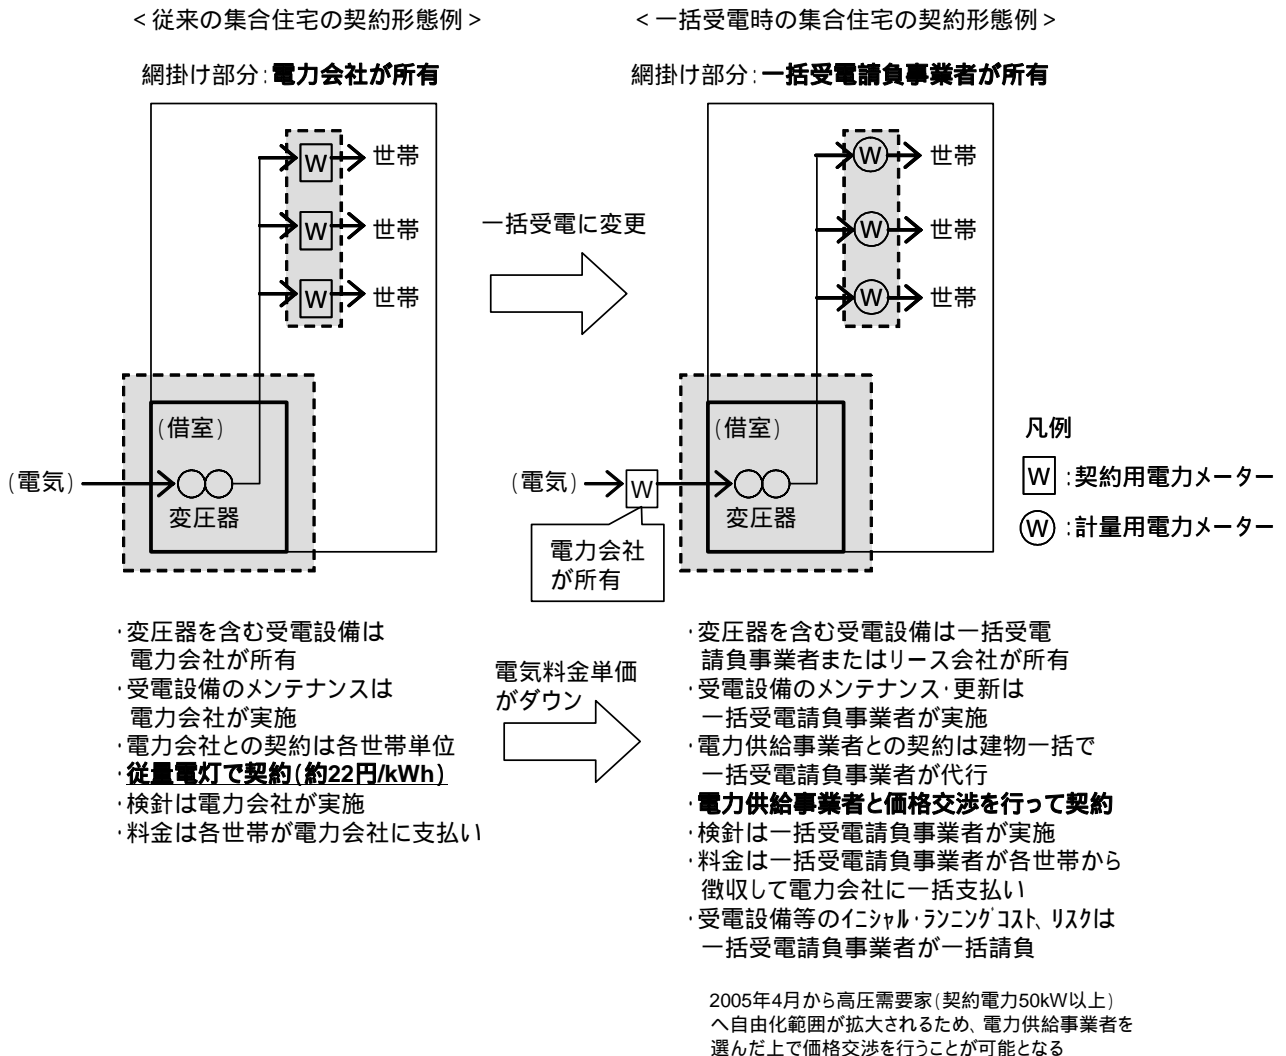 ＜従来の集合住宅の契約形態例＞
網掛け部分：電力会社が所有
W
世帯
W
世帯
W
世帯
（借室）
（電気）
変圧器
一括受電に変更
＜一括受電時の集合住宅の契約形態例＞
網掛け部分：一括受電請負事業者が所有
W
世帯
W
世帯
W
世帯
（借室）
（電気）
W
変圧器
電力会社
が所有
凡例
W：契約用電力メーター
W：計量用電力メーター
・変圧器を含む受電設備は
電力会社が所有
・受電設備のメンテナンスは
電力会社が実施
・電力会社との契約は各世帯単位
・従量電灯で契約（約22円/kWh）
・検針は電力会社が実施
・料金は各世帯が電力会社に支払い
電気料金単価
がダウン
・変圧器を含む受電設備は一括受電
請負事業者またはリース会社が所有
・受電設備のメンテナンス・更新は
一括受電請負事業者が実施
・電力供給事業者との契約は建物一括で
一括受電請負事業者が代行
・電力供給事業者と価格交渉を行って契約
・検針は一括受電請負事業者が実施
・料金は一括受電請負事業者が各世帯から
徴収して電力会社に一括支払い
・受電設備等のｲﾆｼｬﾙ・ﾗﾝﾆﾝｸﾞｺｽﾄ、ﾘｽｸは
一括受電請負事業者が一括請負
2005年4月から高圧需要家（契約電力50kW以上）
へ自由化範囲が拡大されるため、電力供給事業者を
選んだ上で価格交渉を行うことが可能となる